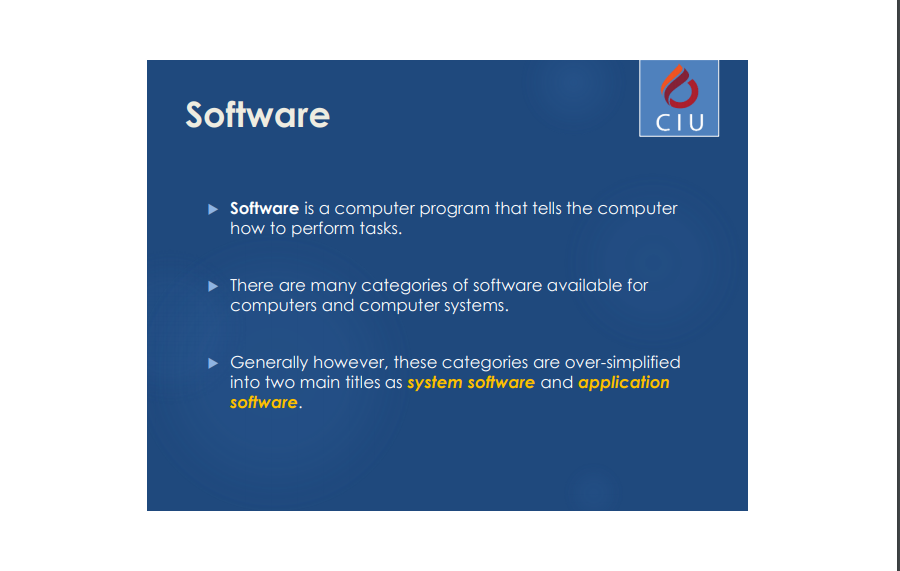 CIU
Software
Software is a computer program that tells the computer
how to perform tasks.
There are many categories of software available for
computers and computer systems.
Generally however, these categories are over-simplified
into two main titles as system software and application
software.